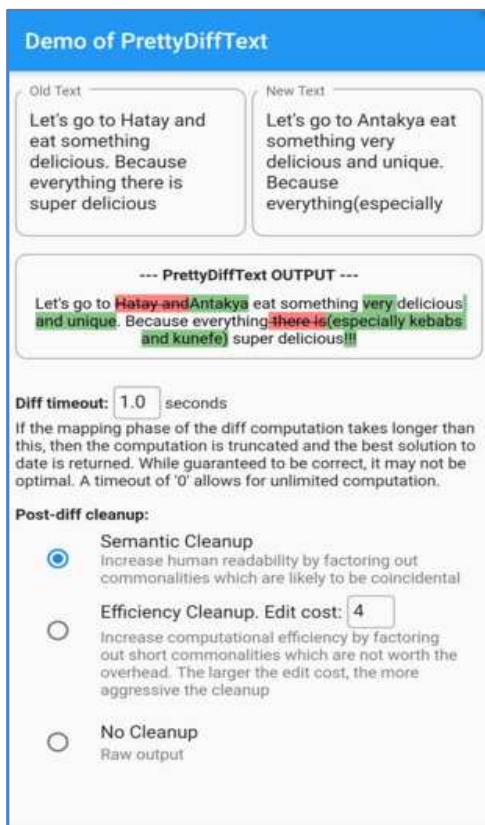 Demo of PrettyDiffText
Old Text
Let's go to Hatay and
eat something
delicious. Because
everything there is
super delicious
New Text
Let's go to Antakya eat
something very
delicious and unique.
Because
everything(especially
--- PrettyDiffText OUTPUT ---
Let's go to Hatay andAntakya eat something very delicious
and unique. Because everything there is(especially kebabs
and kunefe) super delicious!!!
Diff timeout: 1.0 seconds
If the mapping phase of the diff computation takes longer than
this, then the computation is truncated and the best solution to
date is returned. While guaranteed to be correct, it may not be
optimal. A timeout of '0' allows for unlimited computation.
Post-diff cleanup:
Semantic Cleanup
Increase human readability by factoring out
commonalities which are likely to be coincidental
Efficiency Cleanup. Edit cost: 4
Increase computational efficiency by factoring
out short commonalities which are not worth the
overhead. The larger the edit cost, the more
aggressive the cleanup
No Cleanup
Raw output